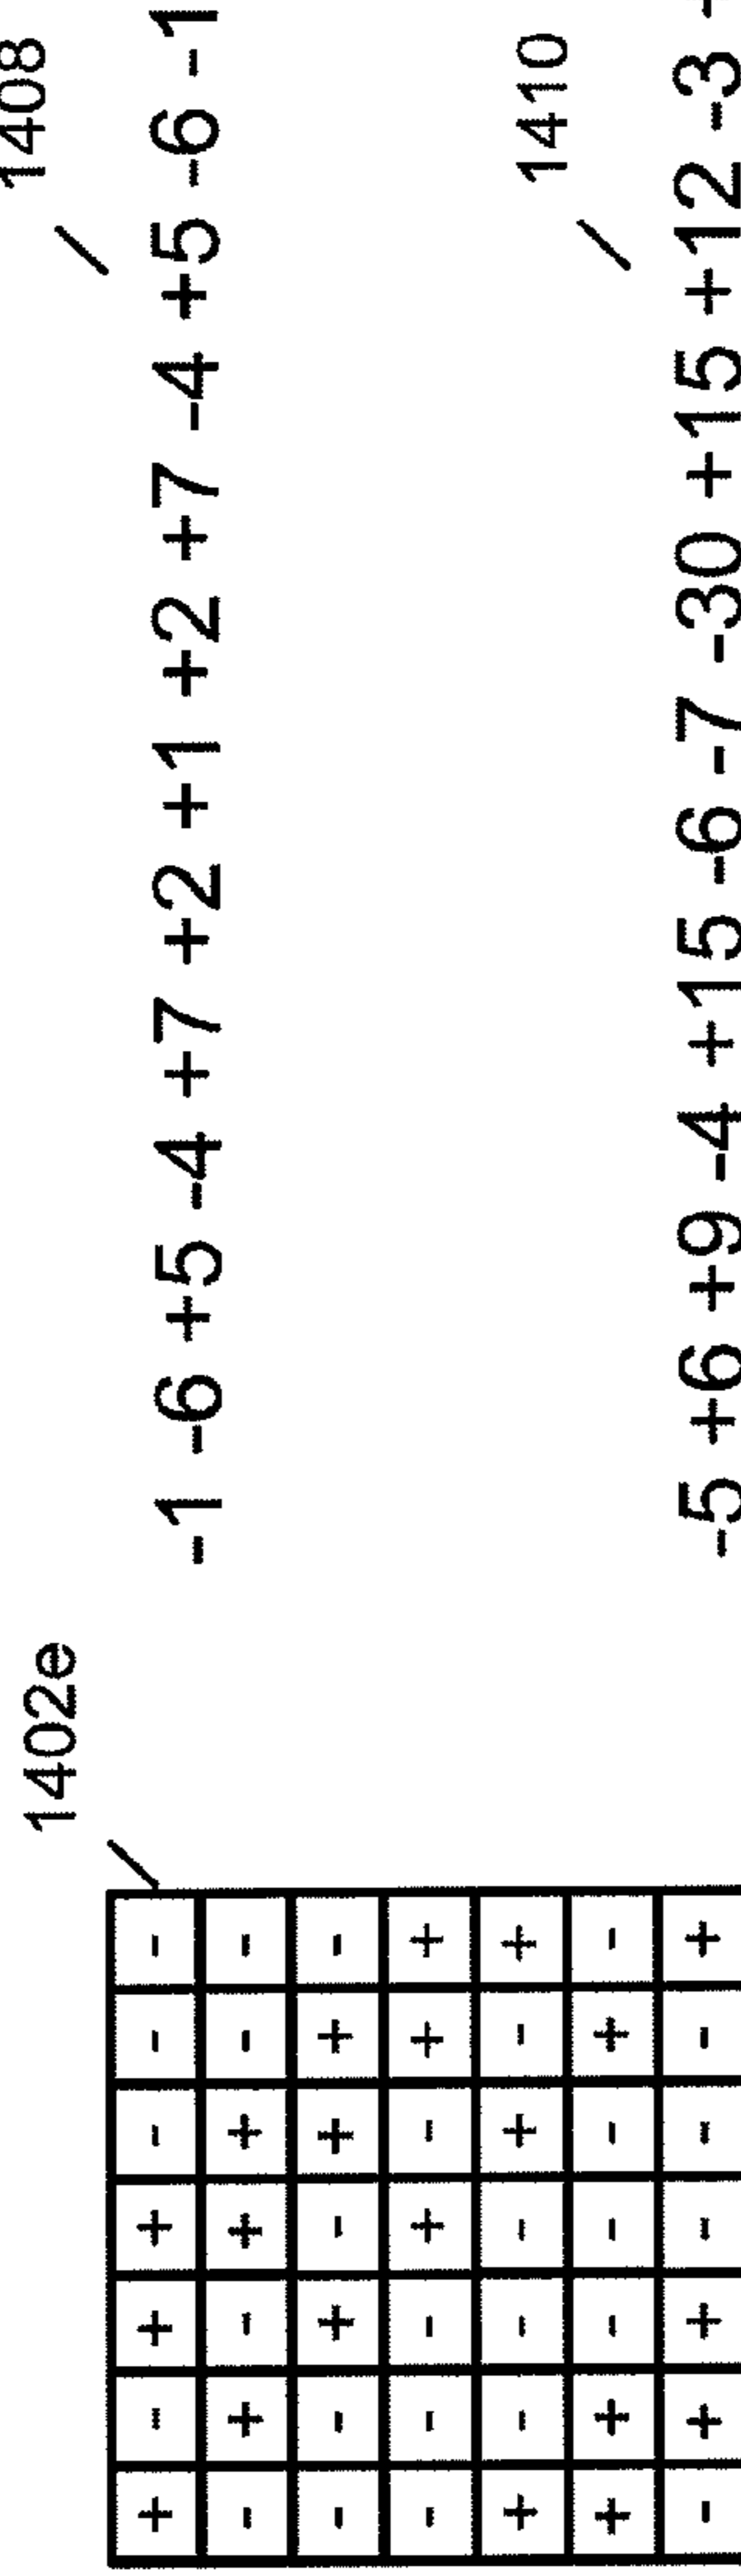 1402e
1408
+ - + + - - -
-1 -6 +5 -4 +7 +2 +1 +2 +7 -4 +5 -6 -1
- + - + + - -
- - + - + + -
- - - + - + +
+ - - - + - +
1410
+ + - - - + -
- + + - - - +
-5 +6 +9 -4 +15 -6 -7 -30 +15 +12 -3